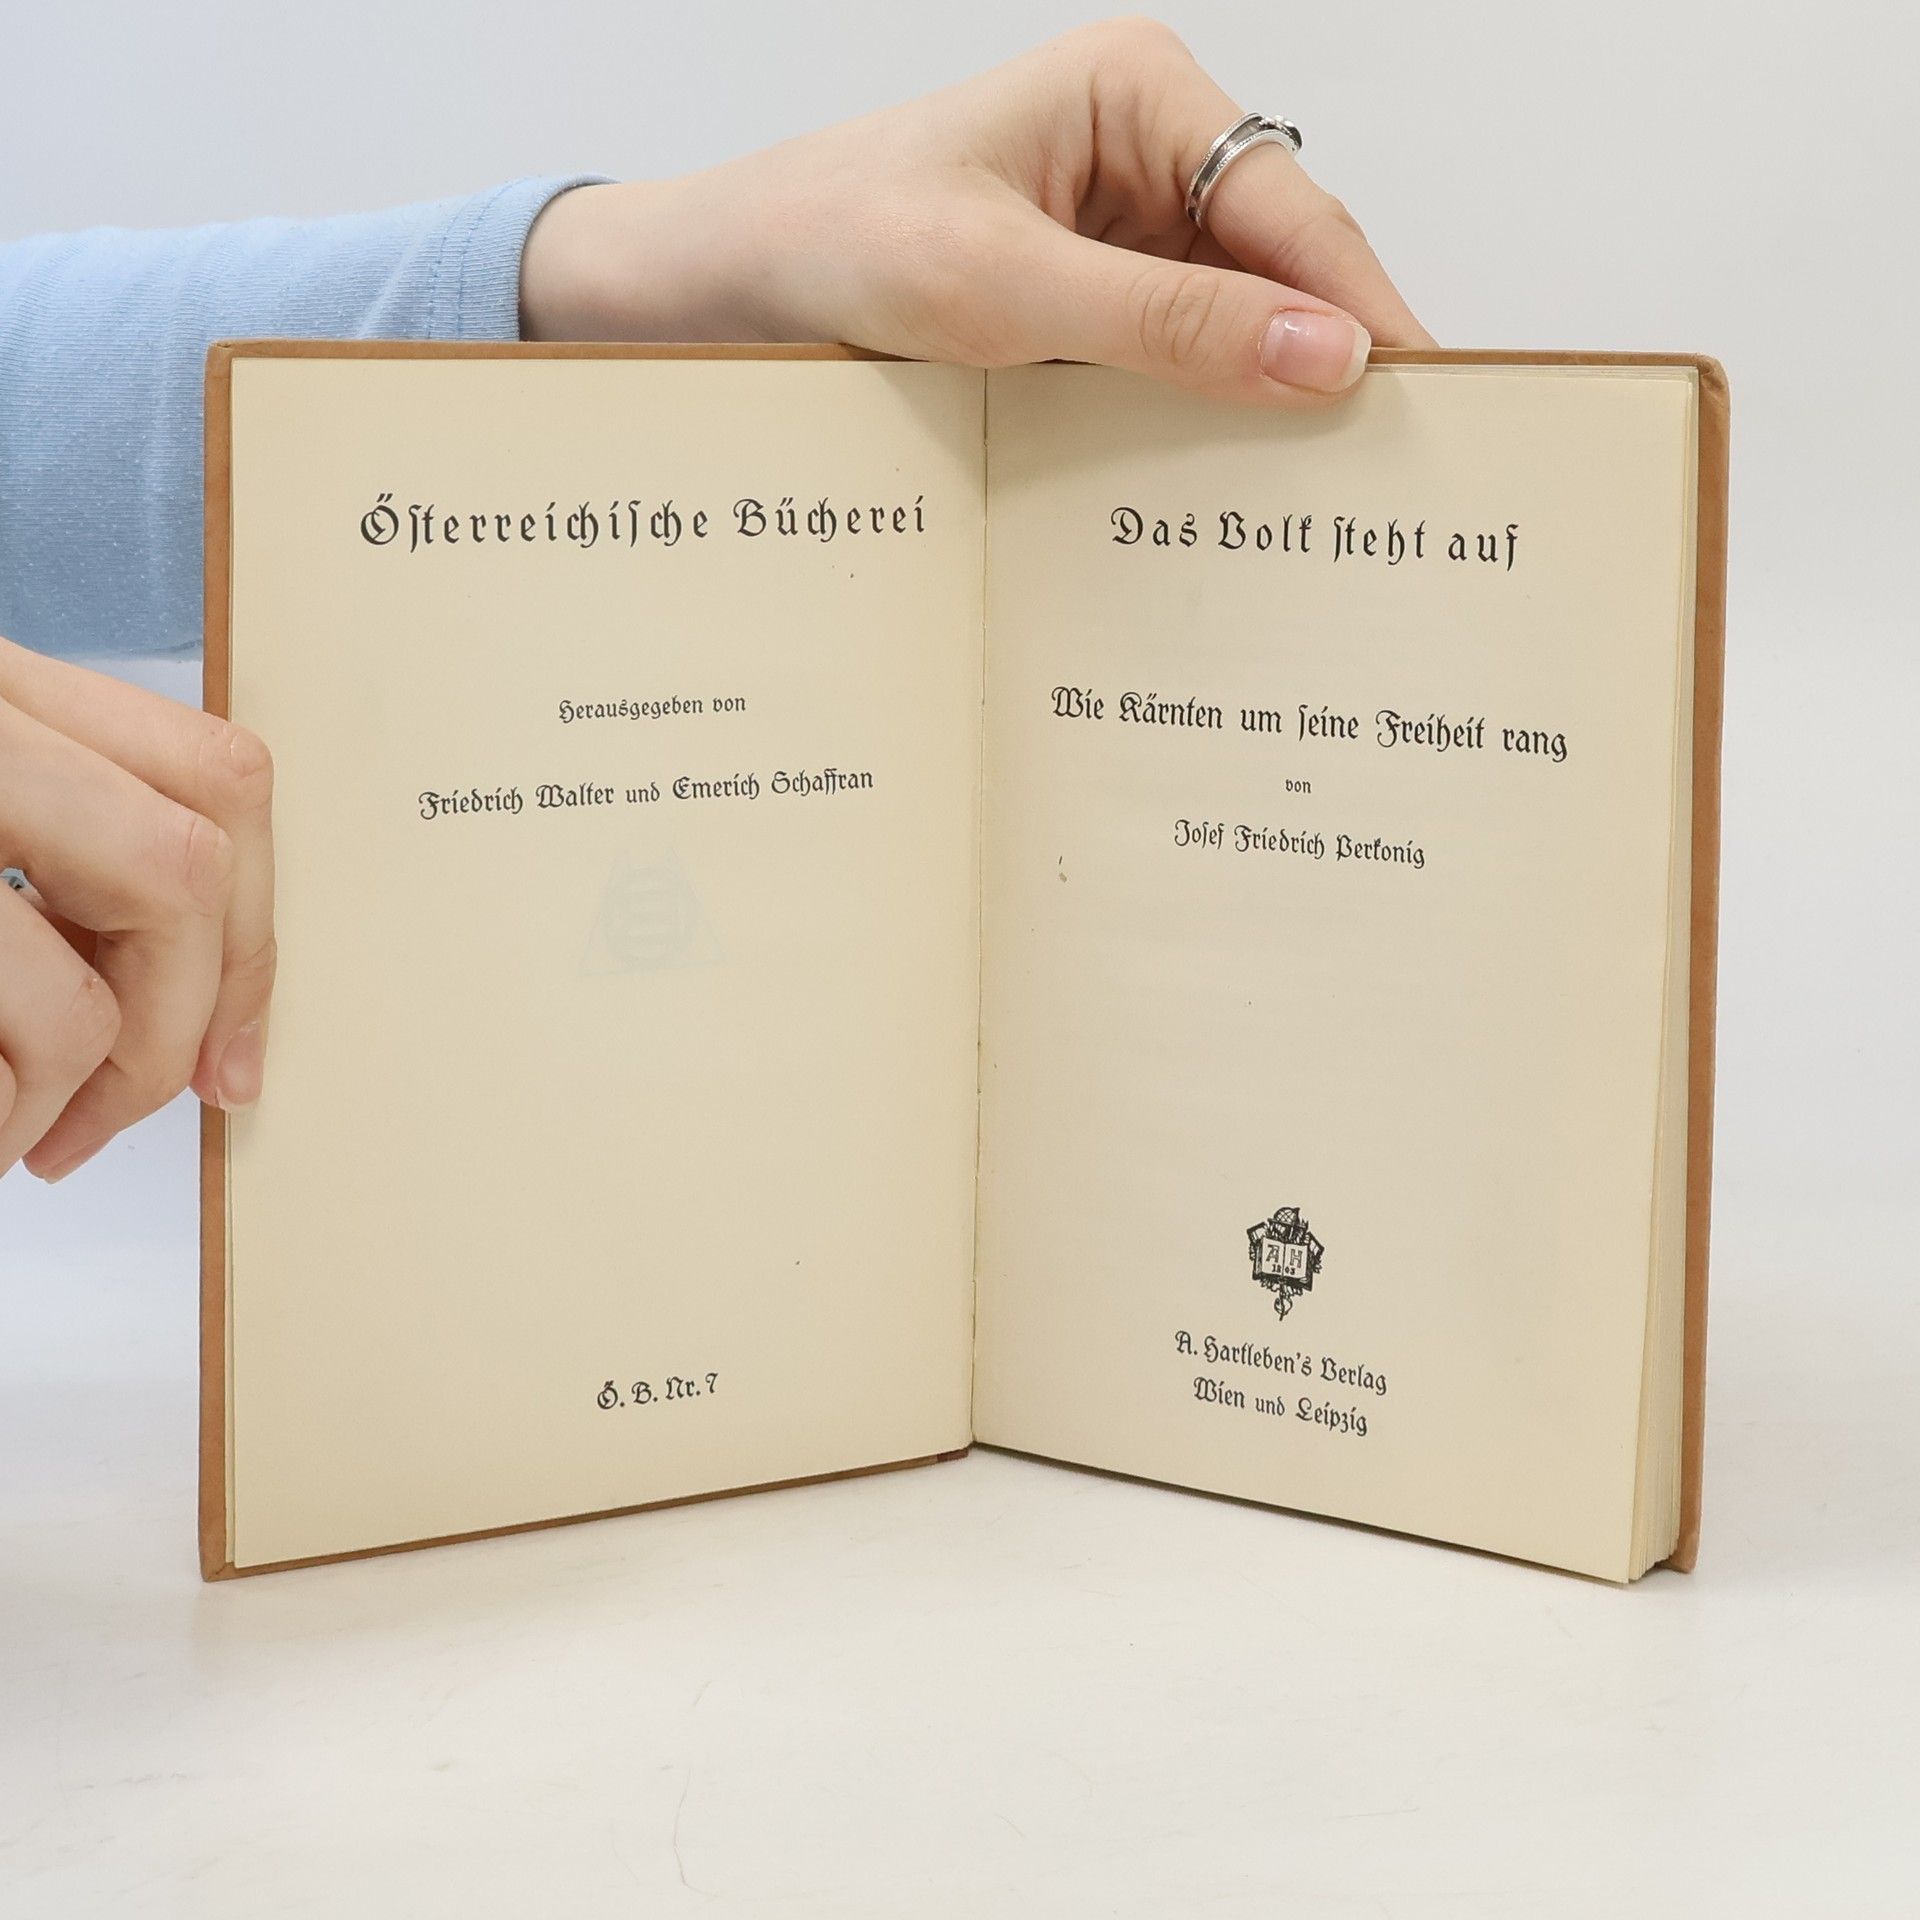 Österreichische Bücherei
Herausgegeben von
Friedrich Walter und Emerich Schaffran
Ö. B. Nr. 7
Das Volk steht auf
Wie Kärnten um seine Freiheit rang
von
Josef Friedrich Perkonig
A H
1803
A. Hartleben's Verlag
Wien und Leipzig